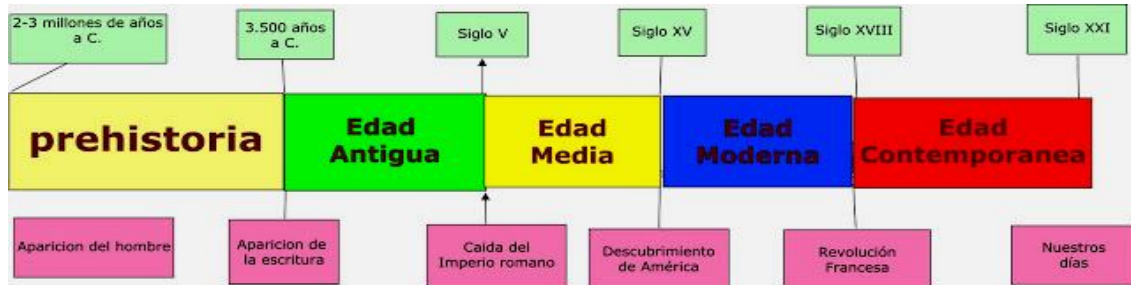 2-3 millones de años
a C.
3.500 años
a C.
Siglo V
Siglo XV
Siglo XVIII
Siglo XXI
prehistoria
Edad
Antigua
Edad
Media
Edad
Moderna
Edad
Contemporanea
Aparicion del hombre
Aparicion de
la escritura
Caida del
Imperio romano
Descubrimiento
de América
Revolución
Francesa
Nuestros
días